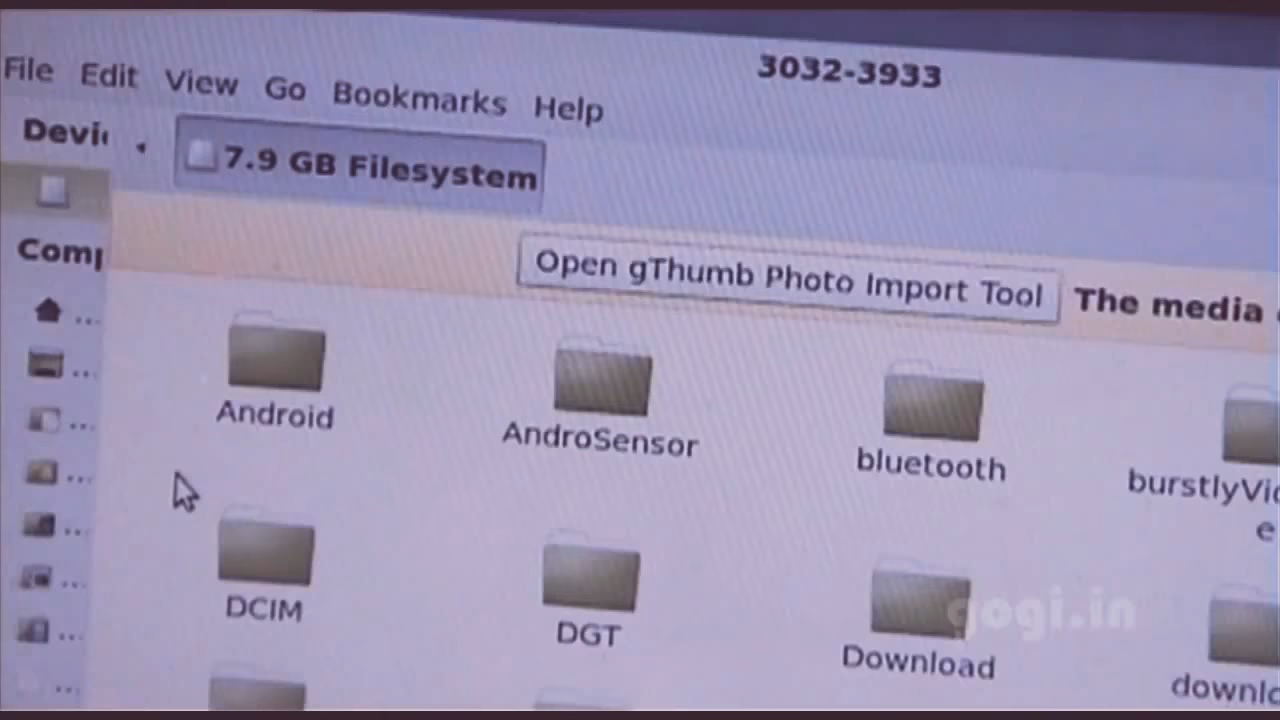 3032-3933
File Edit View Go Bookmarks Help
7.9 GB Filesystem
Open gThumb Photo Import Tool The media
Android
AndroSensor
bluetooth
DCIM
DGT
Download
gogi.in